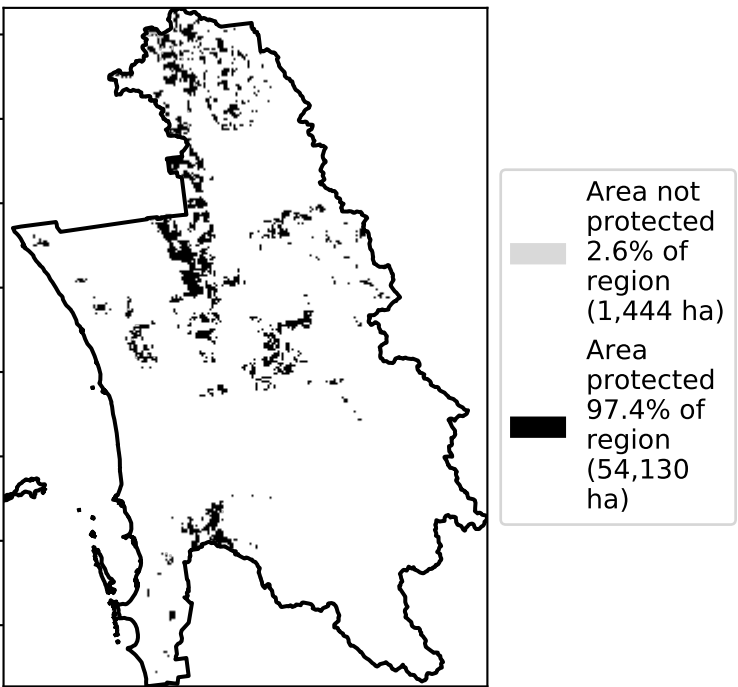 Area not
protected
2.6% of
region
(1,444 ha)
Area
protected
97.4% of
region
(54,130
ha)